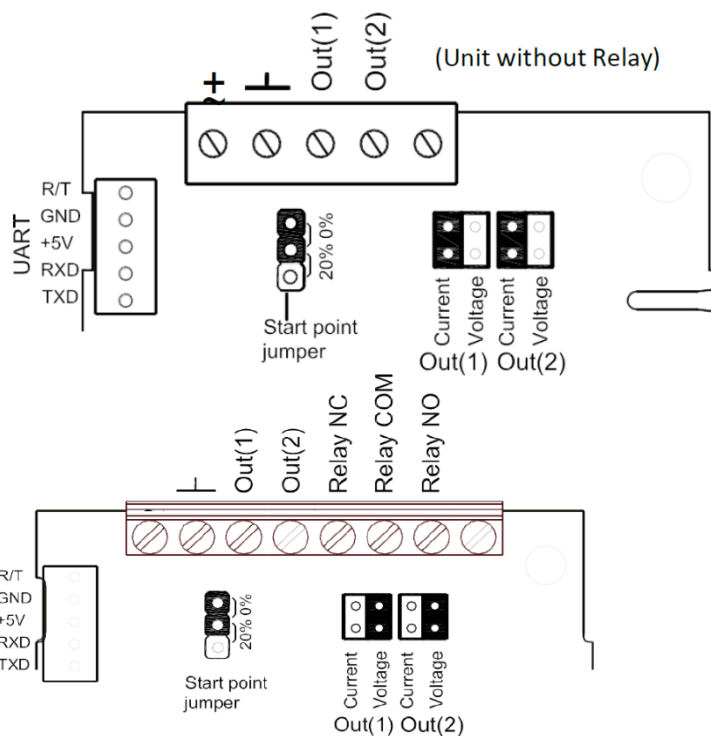 Out(1)
Out(2)
(Unit without Relay)
~+
UART
R/T
GND
+5V
RXD
TXD
20% 0%
Start point
jumper
Current
Voltage
Current
Voltage
Out(1) Out(2)
Out(1)
Out(2)
Relay NC
Relay COM
Relay NO
R/T
GND
+5V
RXD
TXD
20% 0%
Start point
jumper
Current
Voltage
Current
Voltage
Out(1) Out(2)